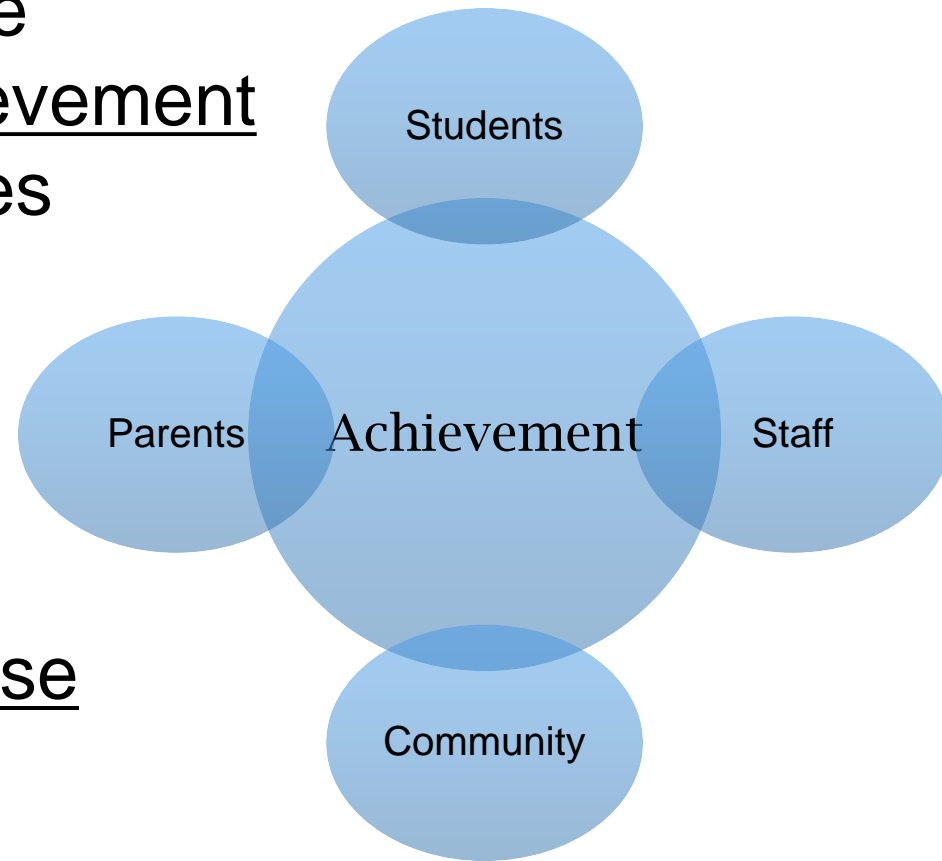 e
evement
Students
es
Parents
Achievement
Staff
se
Community